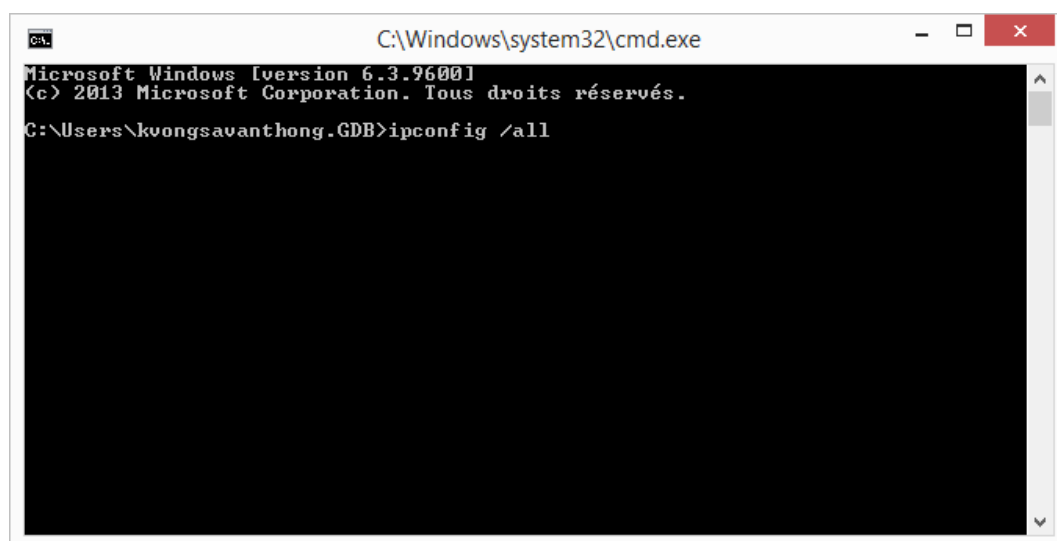 C:\Windows\system32\cmd.exe
Microsoft Windows [version 6.3.9600]
(c) 2013 Microsoft Corporation. Tous droits réservés.
C:\Users\kvongsavanthong.GDB>ipconfig /all